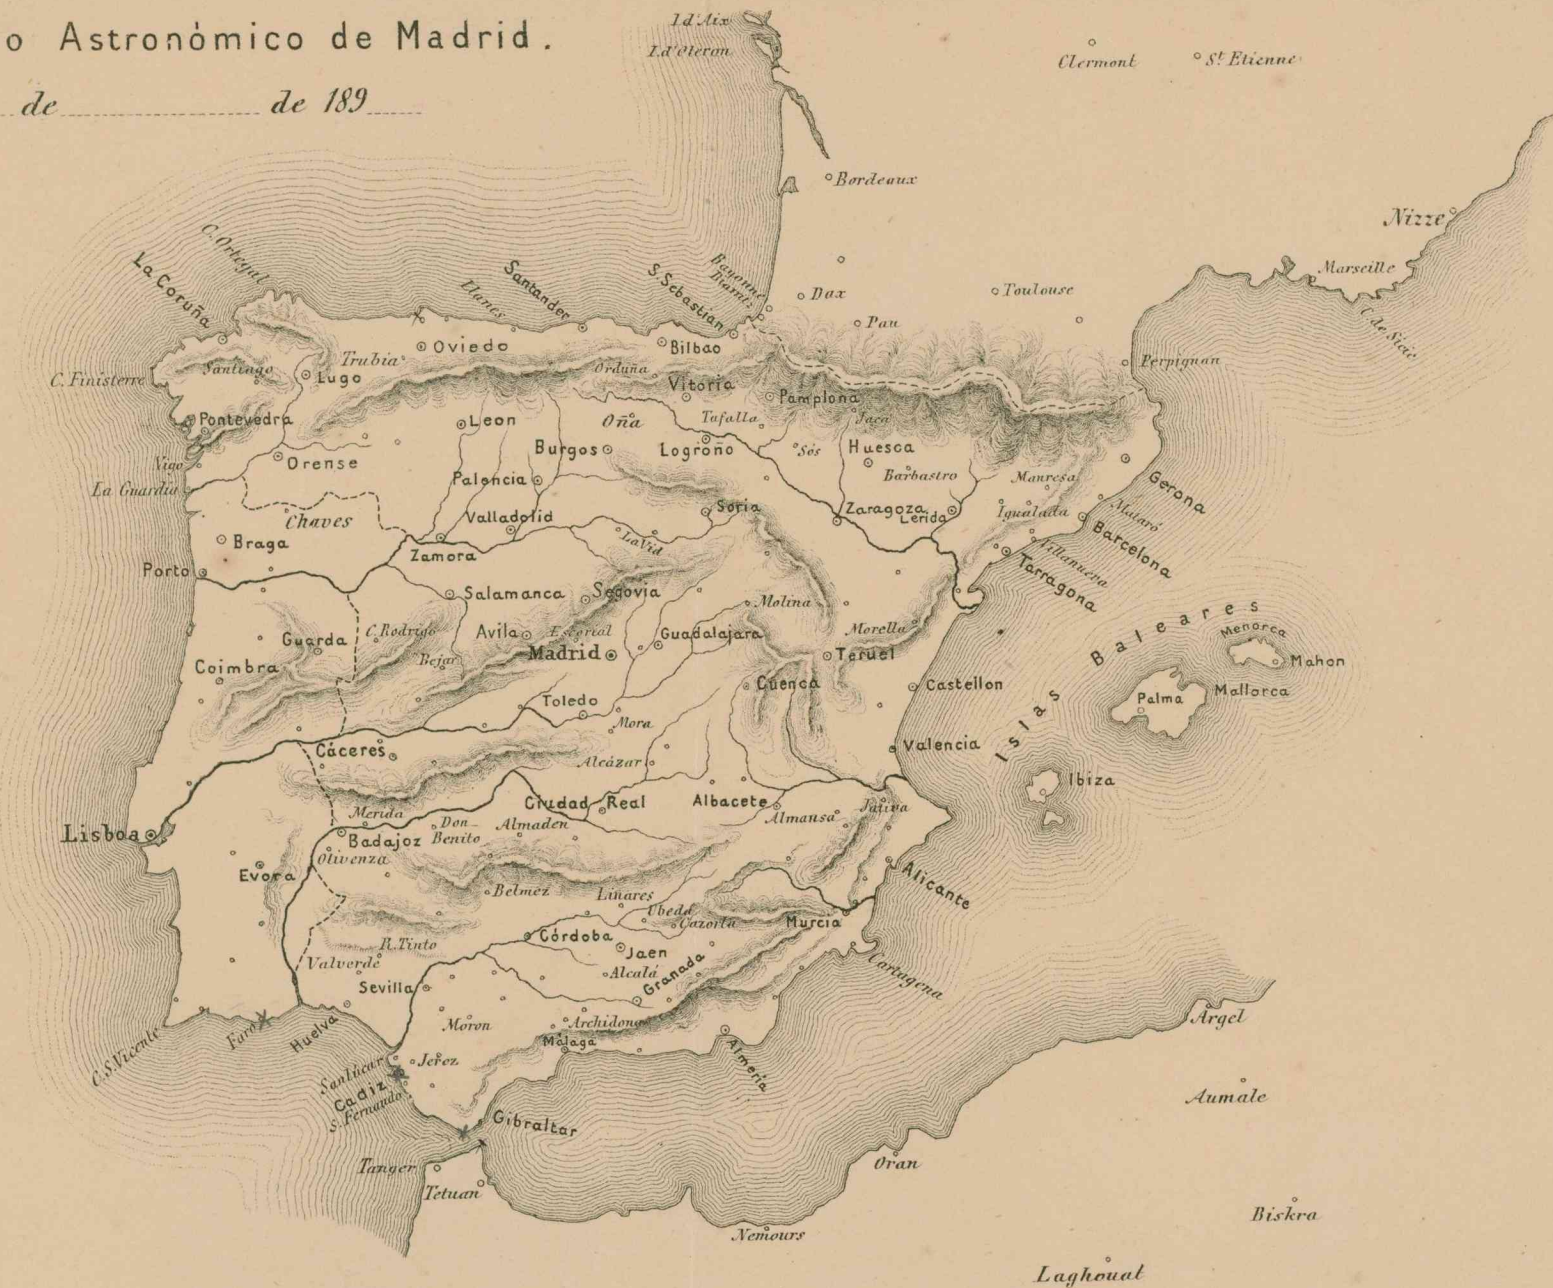 o Astronómico de Madrid.
de de 189
I. d'Aix
I. d'Oleron
Clermont
St. Etienne
Bordeaux
Nizze
Marseille
C. de Sicié
C. Ortegal
La Coruña
Llanes
Santander
S. Sebastian
Bayonne
Biarritz
Dax
Toulouse
Pau
Perpignan
Oviedo
Bilbao
Trubia
Orduña
C. Finisterre
Santiago
Lugo
Vitoria
Pamplona
Jaca
Pontevedra
Leon
Oña
Tafalla
Burgos
Logroño
Sós
Huesca
Vigo
Orense
Barbastro
Manresa
La Guardia
Palencia
Gerona
Chaves
Valladolid
Soria
Zaragoza
Lerida
Igualada
Mataró
Barcelona
Braga
Zamora
La Vid
Villanueva
Porto
Tarragona
Salamanca
Segovia
Molina
Islas Baleares
Menorca
Mahon
Guarda
C. Rodrigo
Avila
Escorial
Guadalajara
Morella
Bejar
Madrid
Teruel
Coimbra
Cuenca
Castellon
Palma
Mallorca
Toledo
Mora
Valencia
Cáceres
Alcázar
Ibiza
Ciudad Real
Albacete
Merida
Don Benito
Almaden
Almansa
Játiva
Lisboa
Badajoz
Olivenza
Evora
Belmez
Linares
Alicante
Ubeda
Cazorla
Murcia
R. Tinto
Córdoba
Jaen
Valverde
Alcalá
Granada
Cartagena
Sevilla
Moron
Archidona
Argel
C. S. Vicente
Faro
Huelva
Málaga
Almería
Sanlúcar
Jerez
Cadiz
S. Fernando
Aumale
Gibraltar
Tanger
Oran
Tetuan
Biskra
Nemours
Laghouat